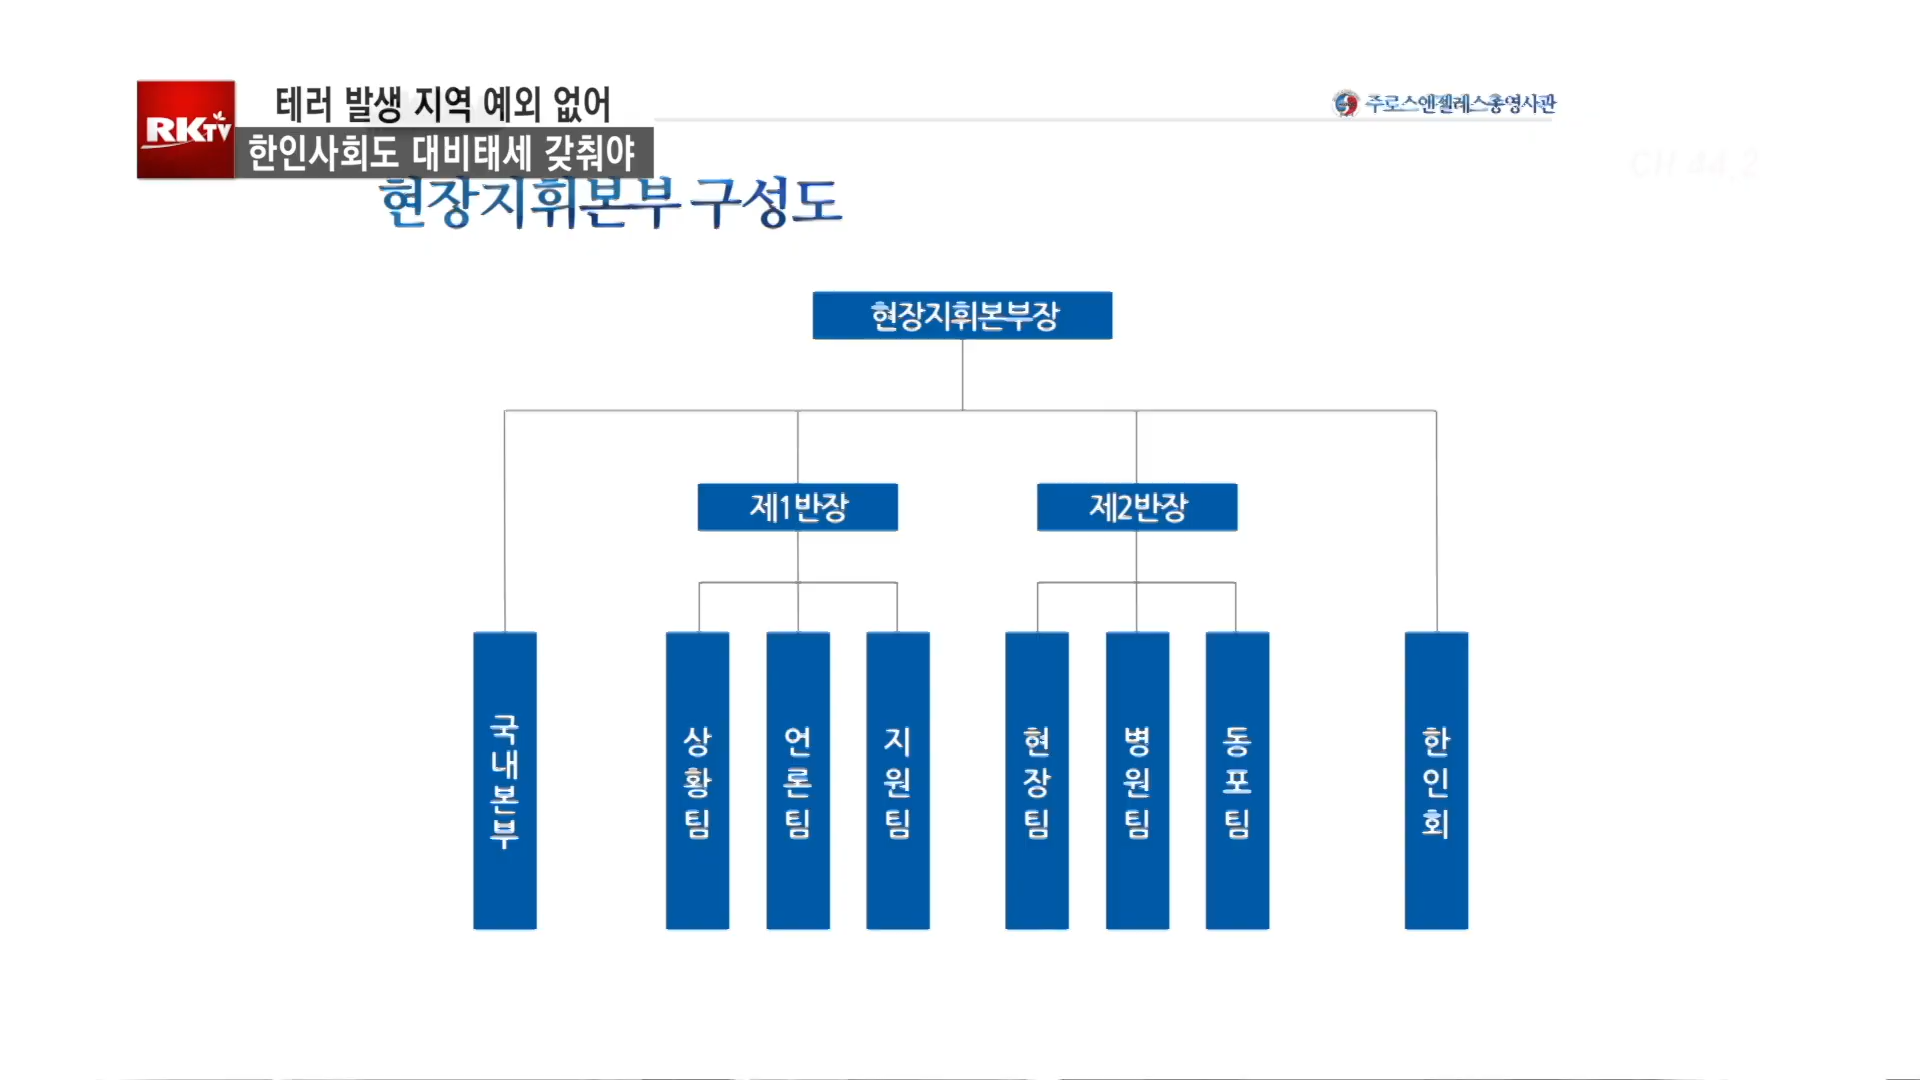 테러 발생 지역 예외 없어
RKTV
한인사회도 대비태세 갖춰야
주로스앤젤레스총영사관
CH 44.2
현장지휘본부 구성도
현장지휘본부장
제1반장
제2반장
국내본부
상황팀
언론팀
지원팀
현장팀
병원팀
동포팀
한인회